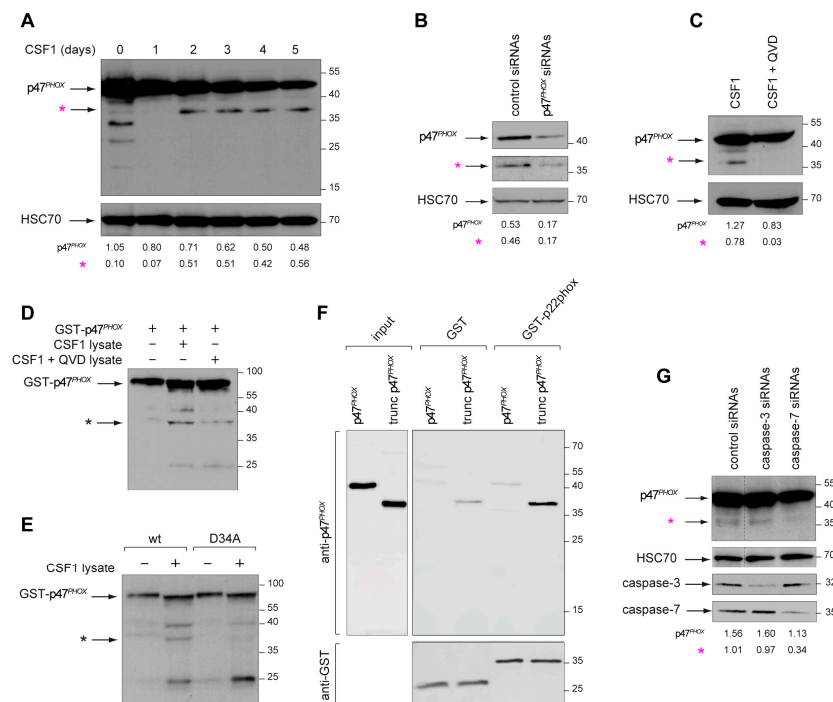 A
CSF1 (days) 0 1 2 3 4 5
p47PHOX
*
55
40
35
25
15
HSC70
70
p47PHOX 1.05 0.80 0.71 0.62 0.50 0.48
* 0.10 0.07 0.51 0.51 0.42 0.56
B
control siRNAs
p47PHOX siRNAs
p47PHOX
40
*
35
HSC70
70
p47PHOX 0.53 0.17
* 0.46 0.17
C
CSF1
CSF1 + QVD
p47PHOX
*
55
40
35
HSC70
70
p47PHOX 1.27 0.83
* 0.78 0.03
D
GST-p47PHOX + + +
CSF1 lysate − + −
CSF1 + QVD lysate − − +
GST-p47PHOX
*
100
55
40
35
25
E
wt D34A
CSF1 lysate − + − +
GST-p47PHOX
*
100
55
40
35
25
F
input GST GST-p22phox
p47PHOX
trunc p47PHOX
p47PHOX
trunc p47PHOX
p47PHOX
trunc p47PHOX
anti-p47PHOX
70
55
40
35
25
15
anti-GST
35
25
G
control siRNAs
caspase-3 siRNAs
caspase-7 siRNAs
p47PHOX
*
55
40
35
HSC70
70
caspase-3
32
caspase-7
35
p47PHOX 1.56 1.60 1.13
* 1.01 0.97 0.34